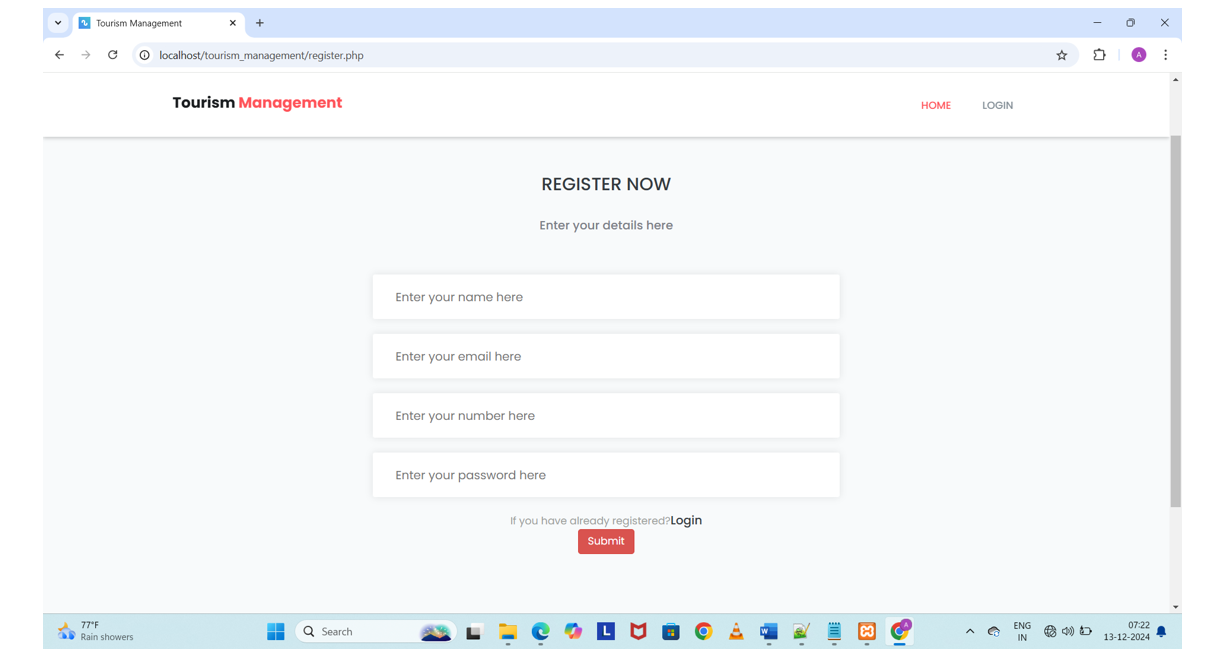 Tourism Management
localhost/tourism_management/register.php
A
Tourism Management
HOME
LOGIN
REGISTER NOW
Enter your details here
Enter your name here
Enter your email here
Enter your number here
Enter your password here
If you have already registered?Login
Submit
77°F
Rain showers
Search
L
W
A
ENG
IN
07:22
13-12-2024